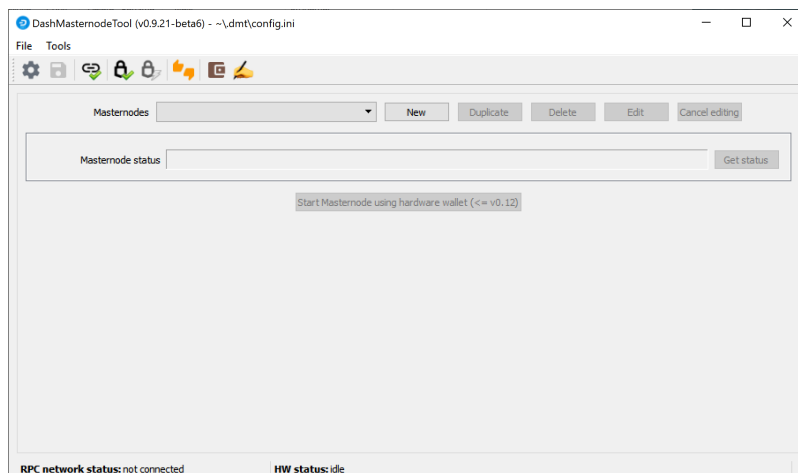 DashMasternodeTool (v0.9.21-beta6) - ~\.dmt\config.ini
File Tools
Masternodes New Duplicate Delete Edit Cancel editing
Masternode status Get status
Start Masternode using hardware wallet (<= v0.12)
RPC network status: not connected HW status: idle